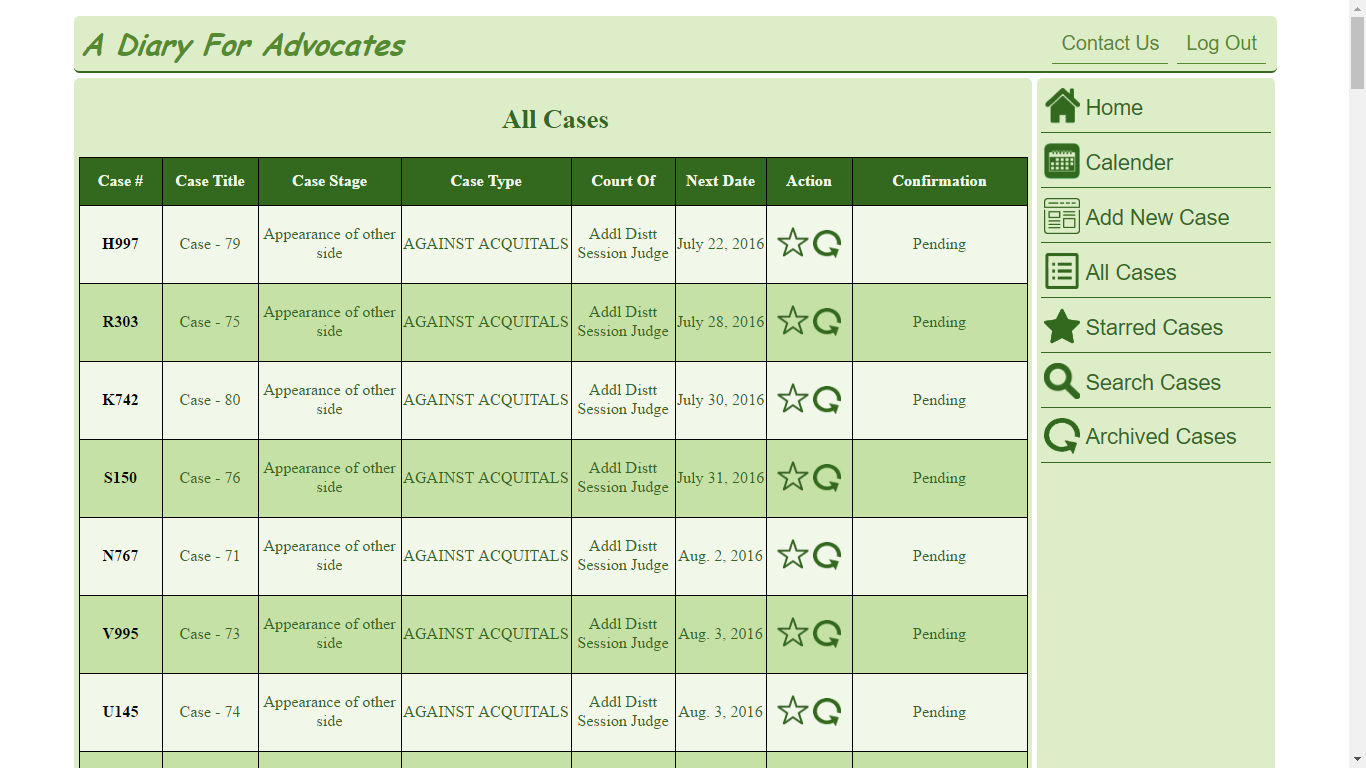 A Diary For Advocates
Contact Us
Log Out
All Cases
Case # Case Title Case Stage Case Type Court Of Next Date Action Confirmation
H997 Case - 79 Appearance of other side AGAINST ACQUITALS Addl Distt Session Judge July 22, 2016 Pending
R303 Case - 75 Appearance of other side AGAINST ACQUITALS Addl Distt Session Judge July 28, 2016 Pending
K742 Case - 80 Appearance of other side AGAINST ACQUITALS Addl Distt Session Judge July 30, 2016 Pending
S150 Case - 76 Appearance of other side AGAINST ACQUITALS Addl Distt Session Judge July 31, 2016 Pending
N767 Case - 71 Appearance of other side AGAINST ACQUITALS Addl Distt Session Judge Aug. 2, 2016 Pending
V995 Case - 73 Appearance of other side AGAINST ACQUITALS Addl Distt Session Judge Aug. 3, 2016 Pending
U145 Case - 74 Appearance of other side AGAINST ACQUITALS Addl Distt Session Judge Aug. 3, 2016 Pending
Home
Calender
Add New Case
All Cases
Starred Cases
Search Cases
Archived Cases